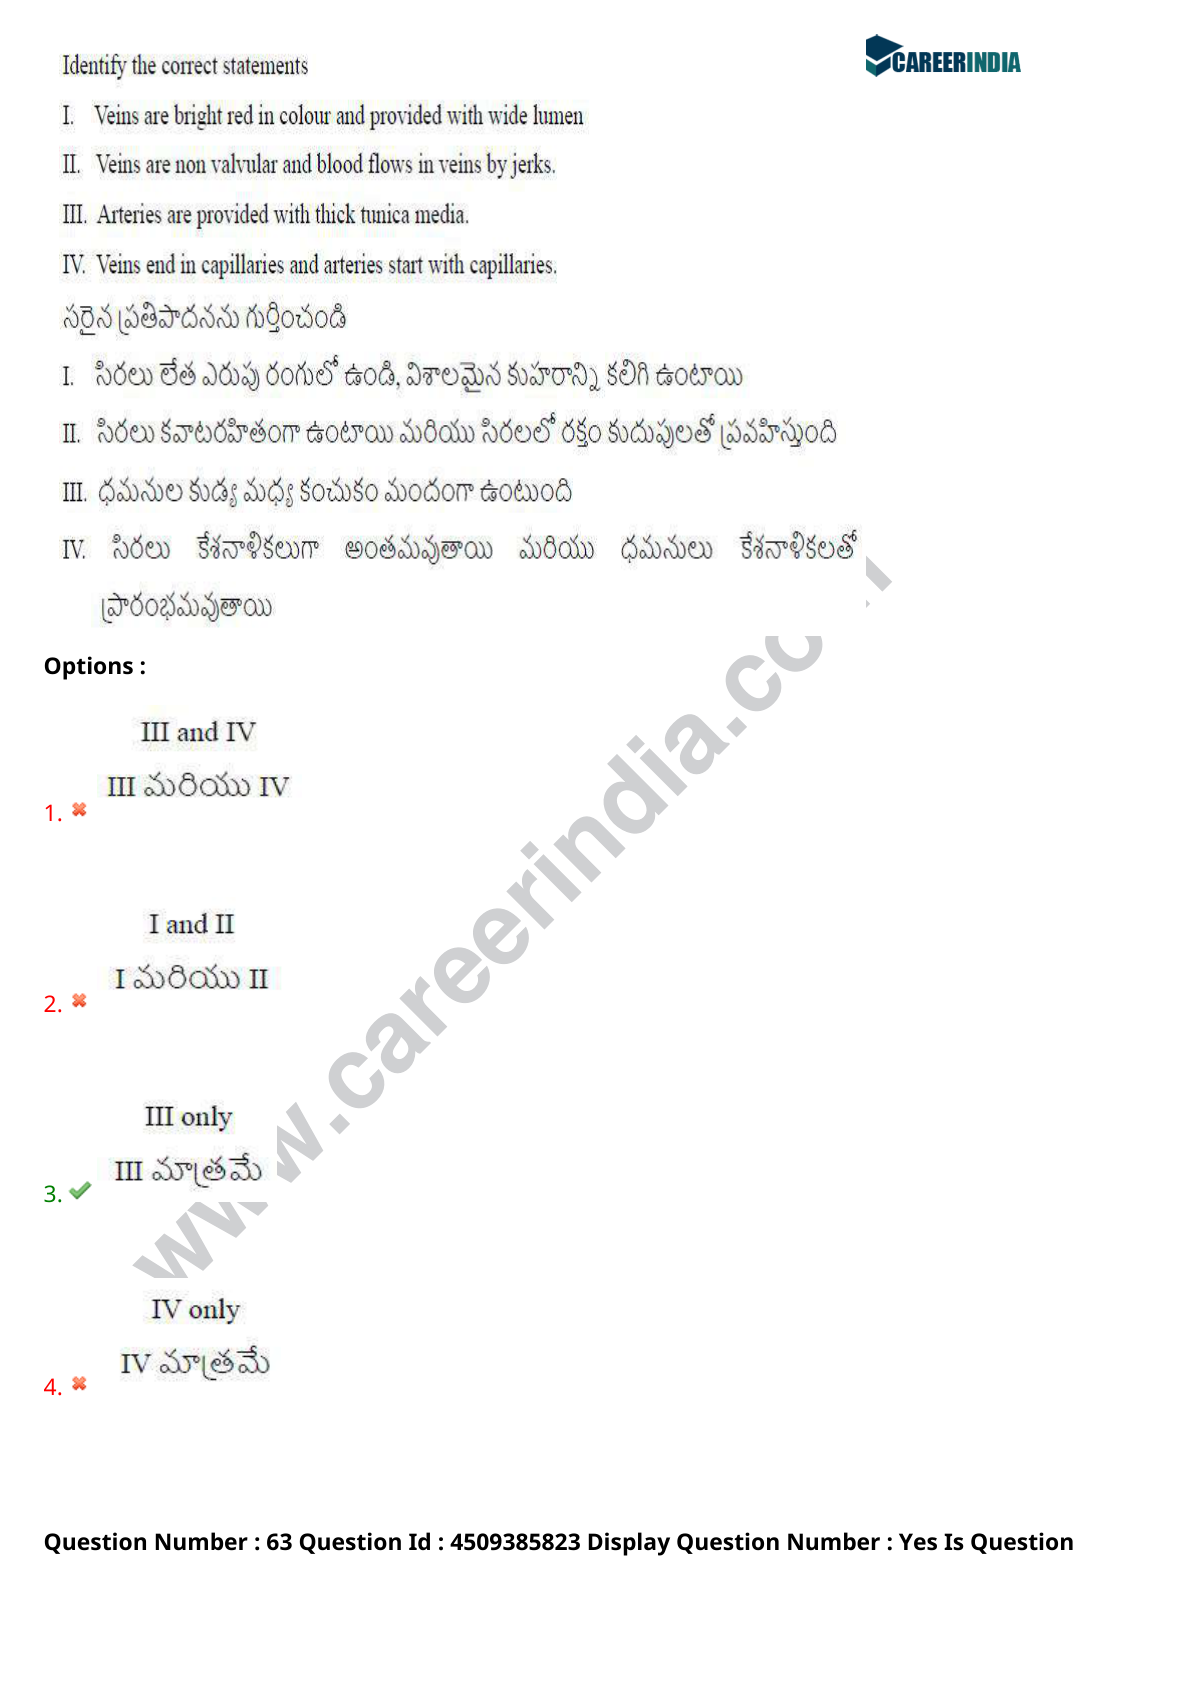 CAREERINDIA
Identify the correct statements
I. Veins are bright red in colour and provided with wide lumen
II. Veins are non valvular and blood flows in veins by jerks.
III. Arteries are provided with thick tunica media.
IV. Veins end in capillaries and arteries start with capillaries.
సరైన ప్రతిపాదనను గుర్తించండి
I. సిరలు లేత ఎరుపు రంగులో ఉండి, విశాలమైన కుహరాన్ని కలిగి ఉంటాయి
II. సిరలు కవాటరహితంగా ఉంటాయి మరియు సిరలలో రక్తం కుదుపులతో ప్రవహిస్తుంది
III. ధమనుల కుడ్య మధ్య కంచుకం మందంగా ఉంటుంది
IV. సిరలు కేశనాళికలుగా అంతమవుతాయి మరియు ధమనులు కేశనాళికలతో
ప్రారంభమవుతాయి
Options :
III and IV
III మరియు IV
1.
I and II
I మరియు II
2.
III only
III మాత్రమే
3.
IV only
IV మాత్రమే
4.
www.careerindia.com
Question Number : 63 Question Id : 4509385823 Display Question Number : Yes Is Question